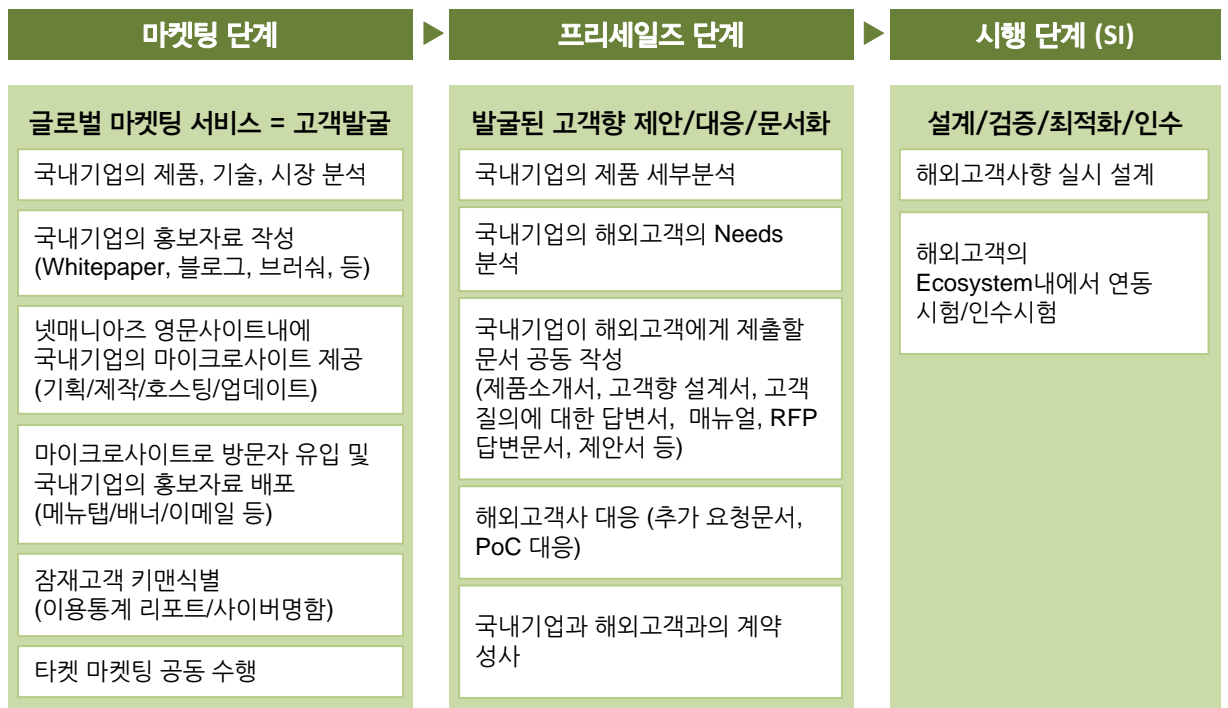 마켓팅 단계
프리세일즈 단계
시행 단계 (SI)
글로벌 마켓팅 서비스 = 고객발굴
국내기업의 제품, 기술, 시장 분석
국내기업의 홍보자료 작성
(Whitepaper, 블로그, 브러숴, 등)
넷매니아즈 영문사이트내에
국내기업의 마이크로사이트 제공
(기획/제작/호스팅/업데이트)
마이크로사이트로 방문자 유입 및
국내기업의 홍보자료 배포
(메뉴탭/배너/이메일 등)
잠재고객 키맨식별
(이용통계 리포트/사이버명함)
타켓 마켓팅 공동 수행
발굴된 고객향 제안/대응/문서화
국내기업의 제품 세부분석
국내기업의 해외고객의 Needs
분석
국내기업이 해외고객에게 제출할
문서 공동 작성
(제품소개서, 고객향 설계서, 고객
질의에 대한 답변서, 매뉴얼, RFP
답변문서, 제안서 등)
해외고객사 대응 (추가 요청문서,
PoC 대응)
국내기업과 해외고객과의 계약
성사
설계/검증/최적화/인수
해외고객사향 실시 설계
해외고객의
Ecosystem내에서 연동
시험/인수시험